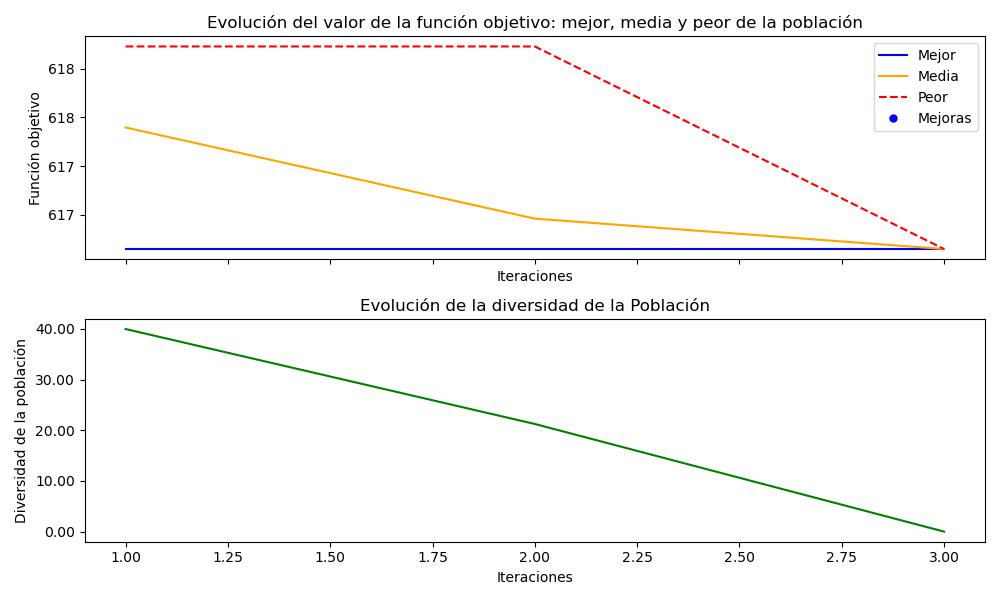 Evolución del valor de la función objetivo: mejor, media y peor de la población
Función objetivo
618
618
617
617
Mejor
Media
Peor
Mejoras
Iteraciones
Evolución de la diversidad de la Población
Diversidad de la población
40.00
30.00
20.00
10.00
0.00
1.00 1.25 1.50 1.75 2.00 2.25 2.50 2.75 3.00
Iteraciones